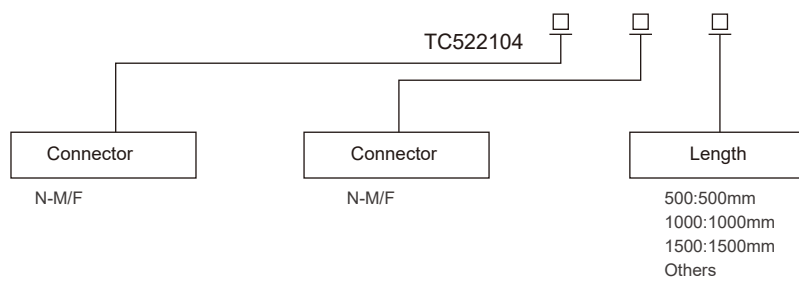 TC522104 □ □ □
Connector
N-M/F
Connector
N-M/F
Length
500:500mm
1000:1000mm
1500:1500mm
Others